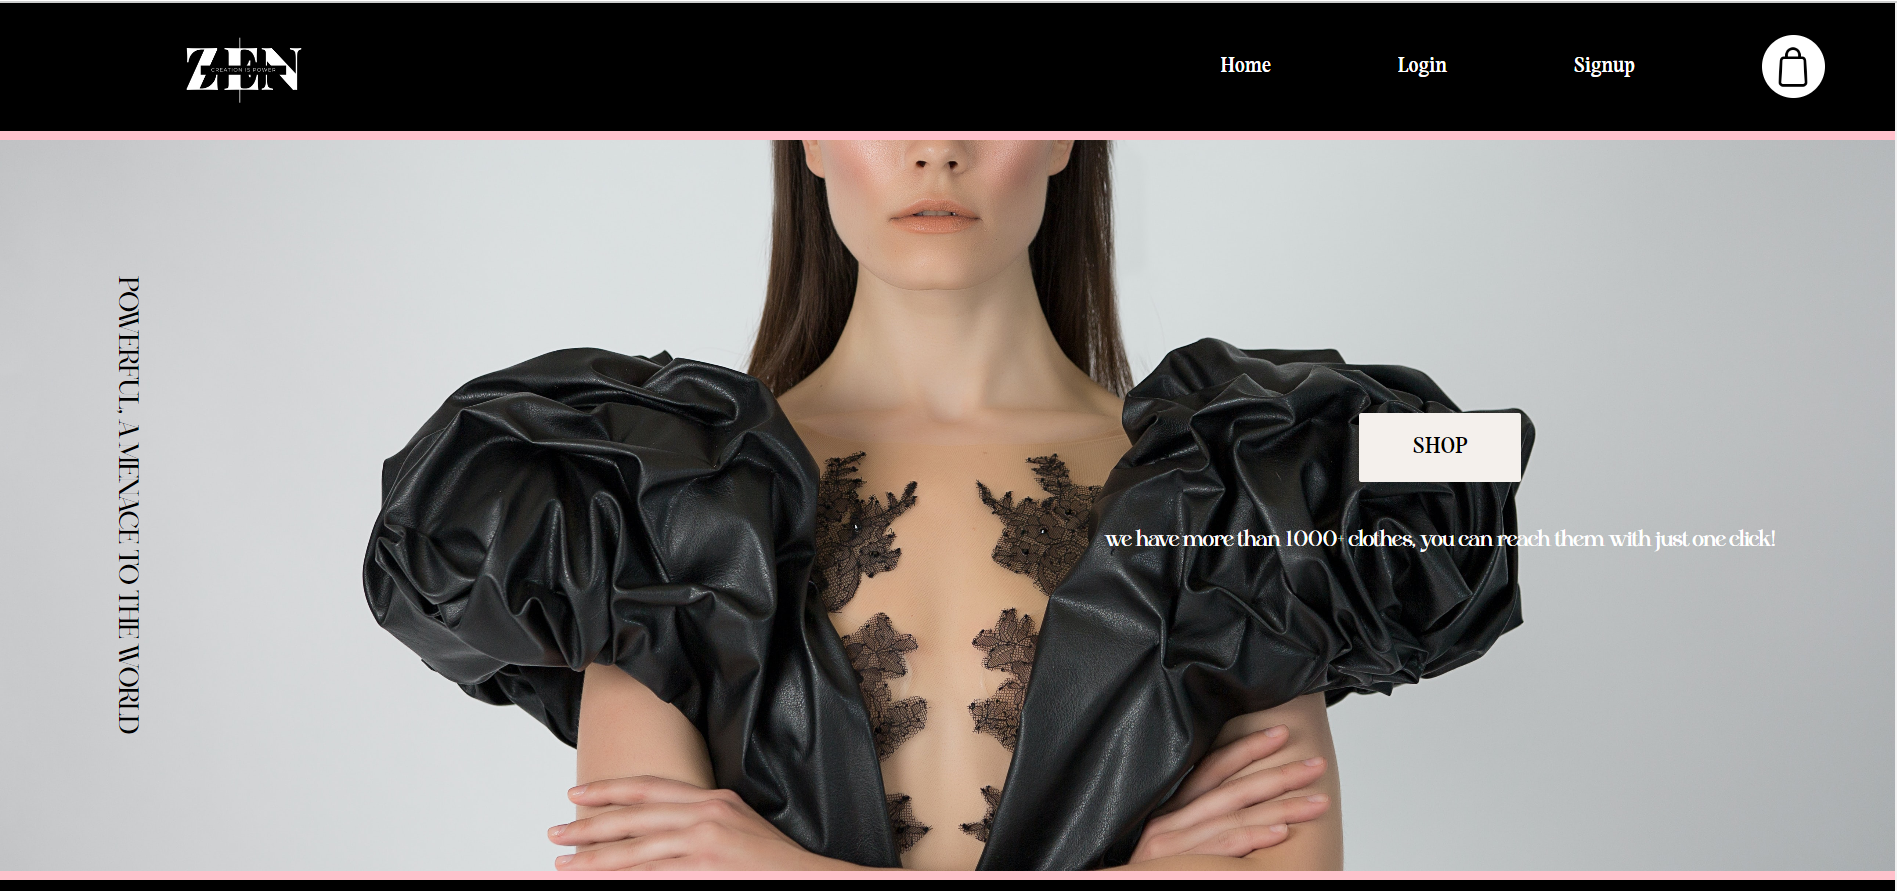 ZEN
CREATION IS POWER
Home
Login
Signup
POWERFUL, A MENACE TO THE WORLD
SHOP
we have more than 1000+ clothes, you can reach them with just one click!